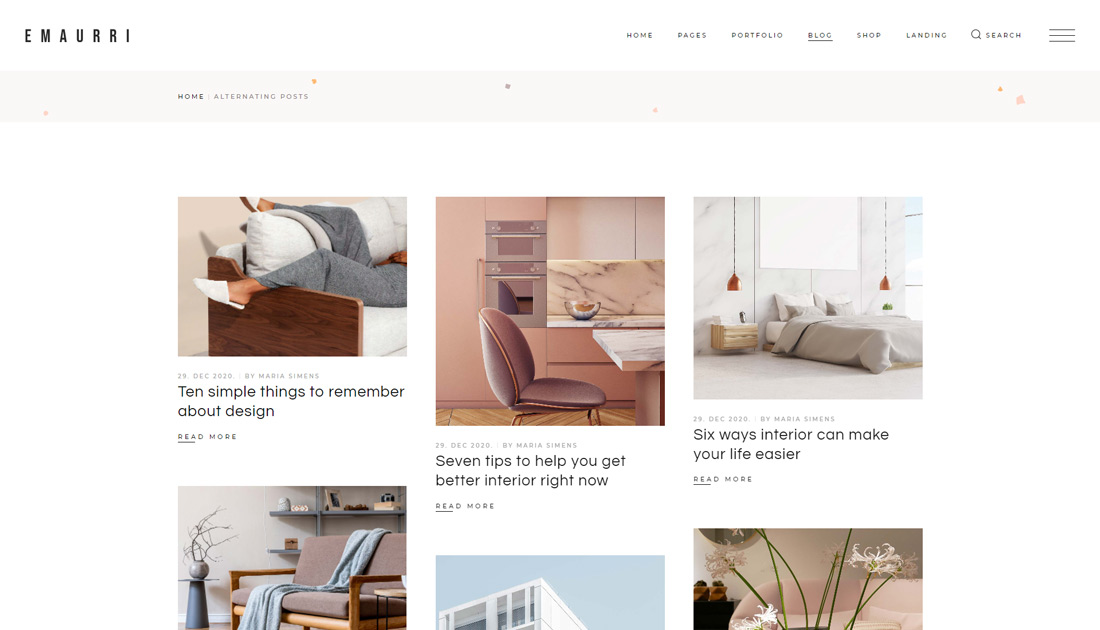 EMAURRI
HOME PAGES PORTFOLIO BLOG SHOP LANDING SEARCH
HOME | ALTERNATING POSTS
29. DEC 2020. | BY MARIA SIMENS
Ten simple things to remember
about design
READ MORE
29. DEC 2020. | BY MARIA SIMENS
Seven tips to help you get
better interior right now
READ MORE
29. DEC 2020. | BY MARIA SIMENS
Six ways interior can make
your life easier
READ MORE